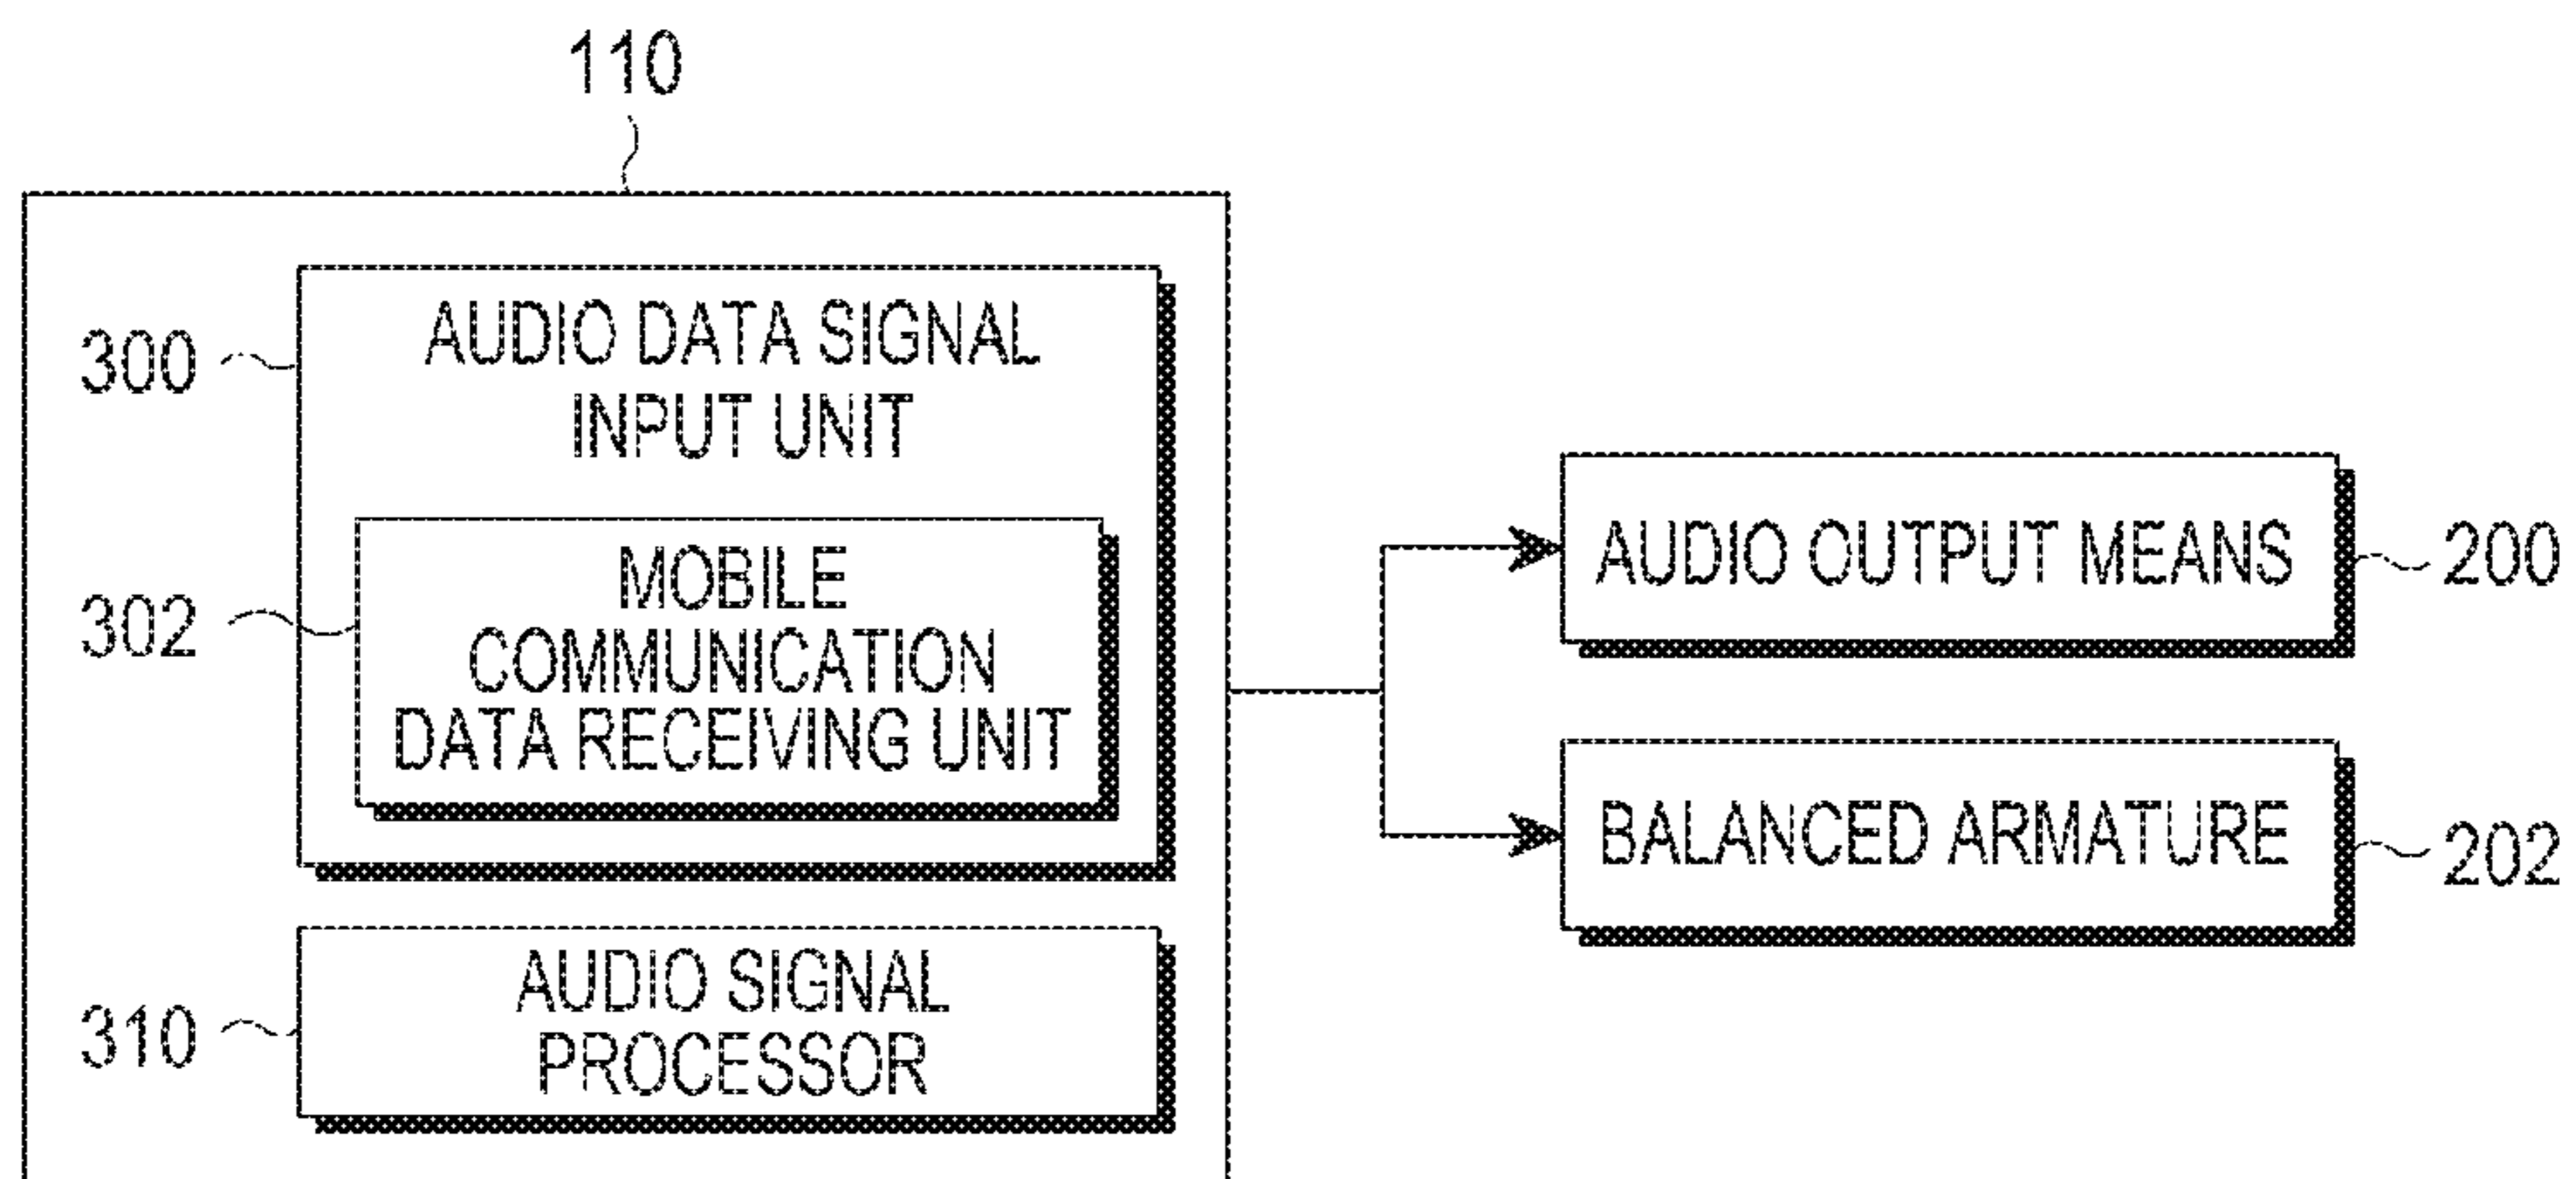 110
300
AUDIO DATA SIGNAL
INPUT UNIT
302
MOBILE
COMMUNICATION
DATA RECEIVING UNIT
310
AUDIO SIGNAL
PROCESSOR
AUDIO OUTPUT MEANS
200
BALANCED ARMATURE
202